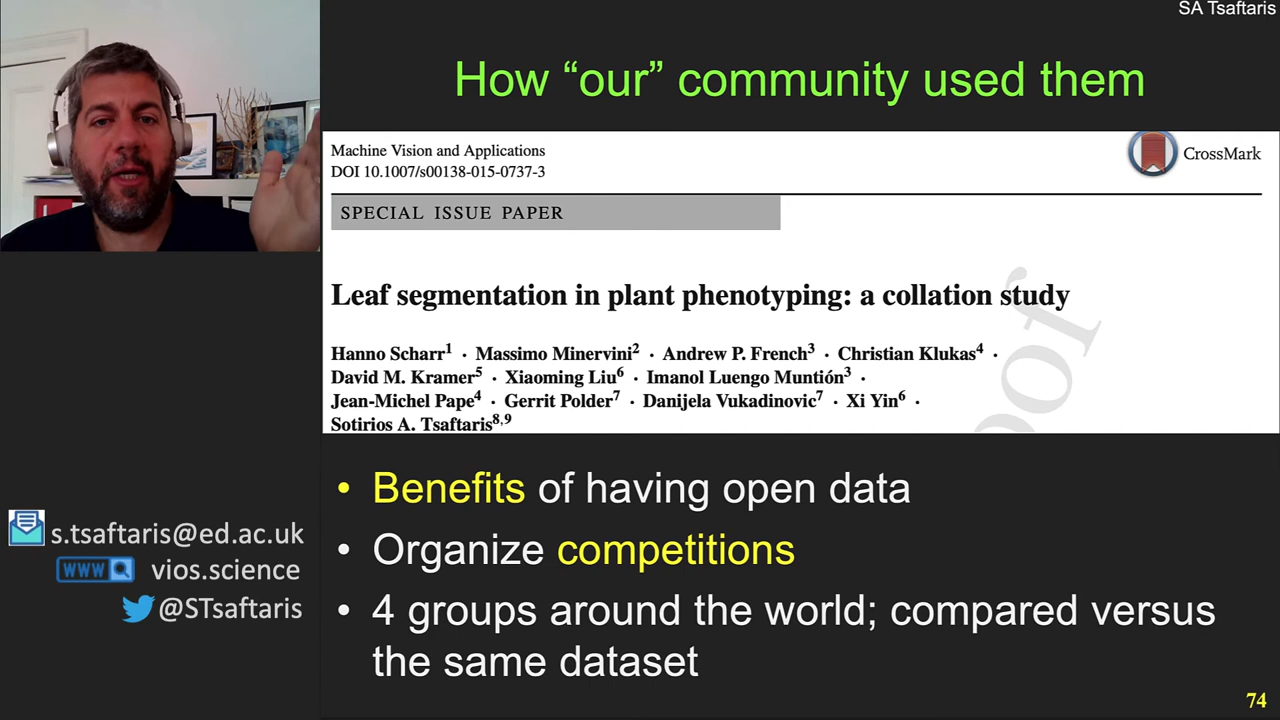 SA Tsaftaris
How “our” community used them
Machine Vision and Applications
DOI 10.1007/s00138-015-0737-3
CrossMark
SPECIAL ISSUE PAPER
Leaf segmentation in plant phenotyping: a collation study
Hanno Scharr1 · Massimo Minervini2 · Andrew P. French3 · Christian Klukas4 ·
David M. Kramer5 · Xiaoming Liu6 · Imanol Luengo Muntión3 ·
Jean-Michel Pape4 · Gerrit Polder7 · Danijela Vukadinovic7 · Xi Yin6 ·
Sotirios A. Tsaftaris8,9
oof
• Benefits of having open data
• Organize competitions
• 4 groups around the world; compared versus
the same dataset
s.tsaftaris@ed.ac.uk
WWW vios.science
@STsaftaris
74